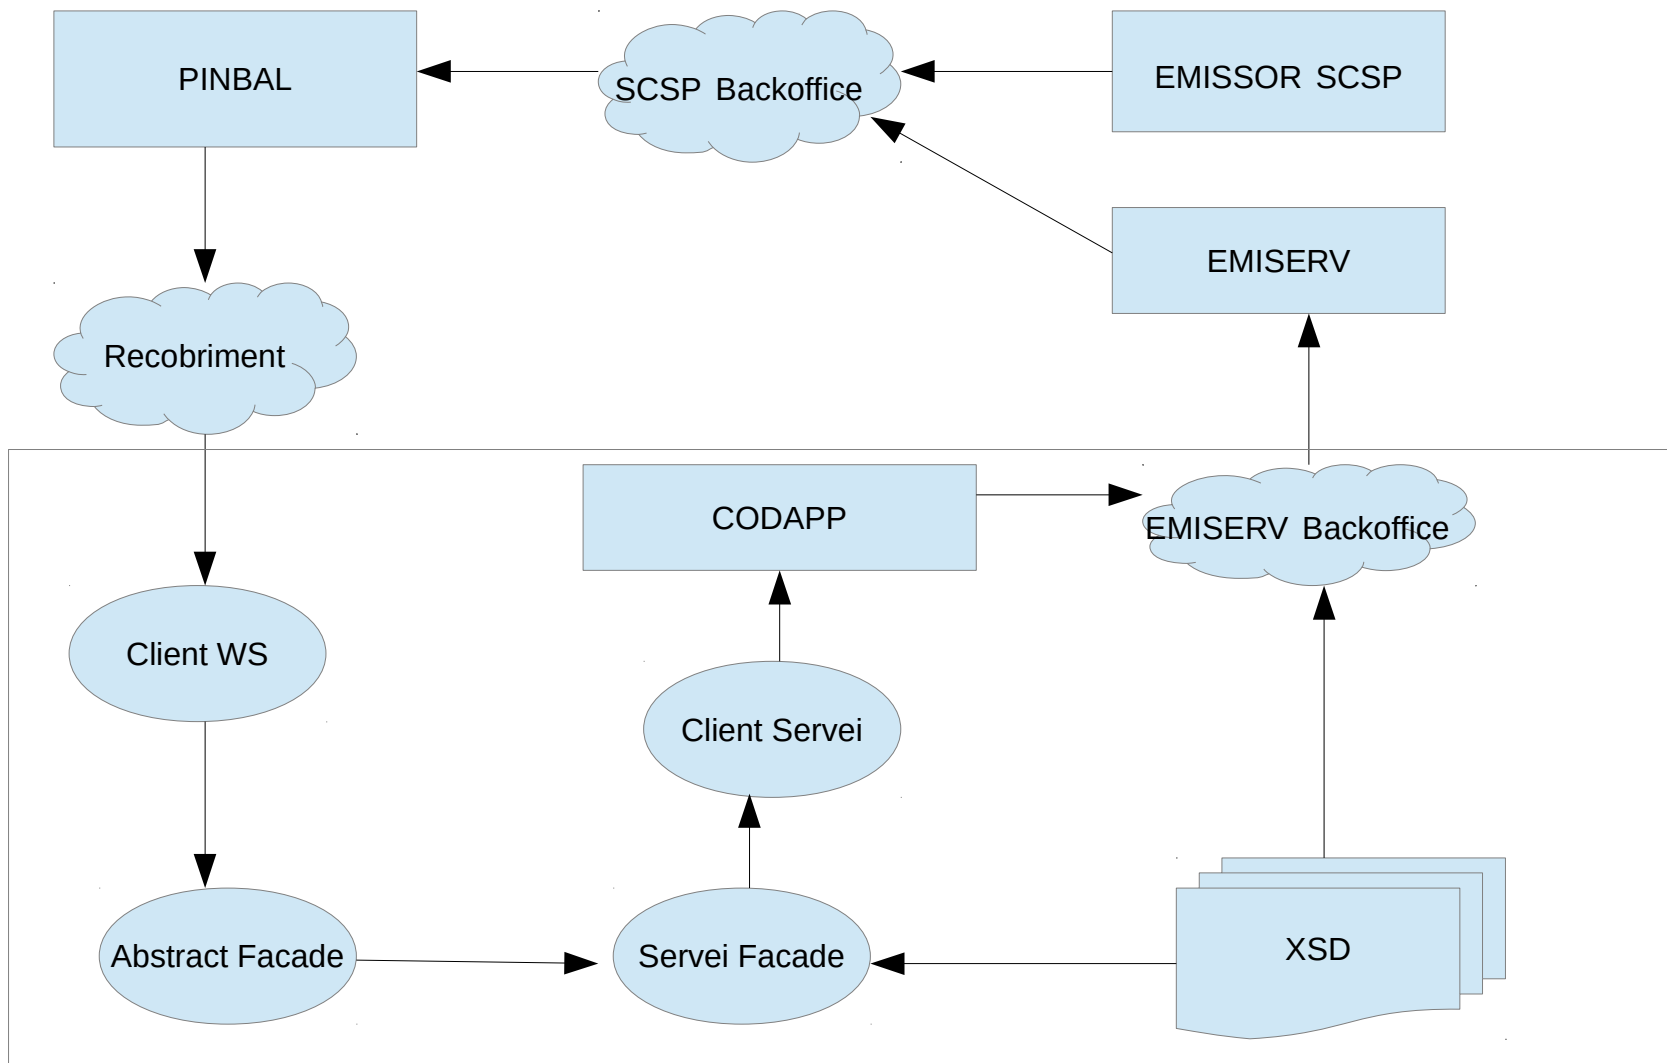 PINBAL
SCSP Backoffice
EMISSOR SCSP
EMISERV
Recobriment
CODAPP
EMISERV Backoffice
Client WS
Client Servei
Abstract Facade
Servei Facade
XSD